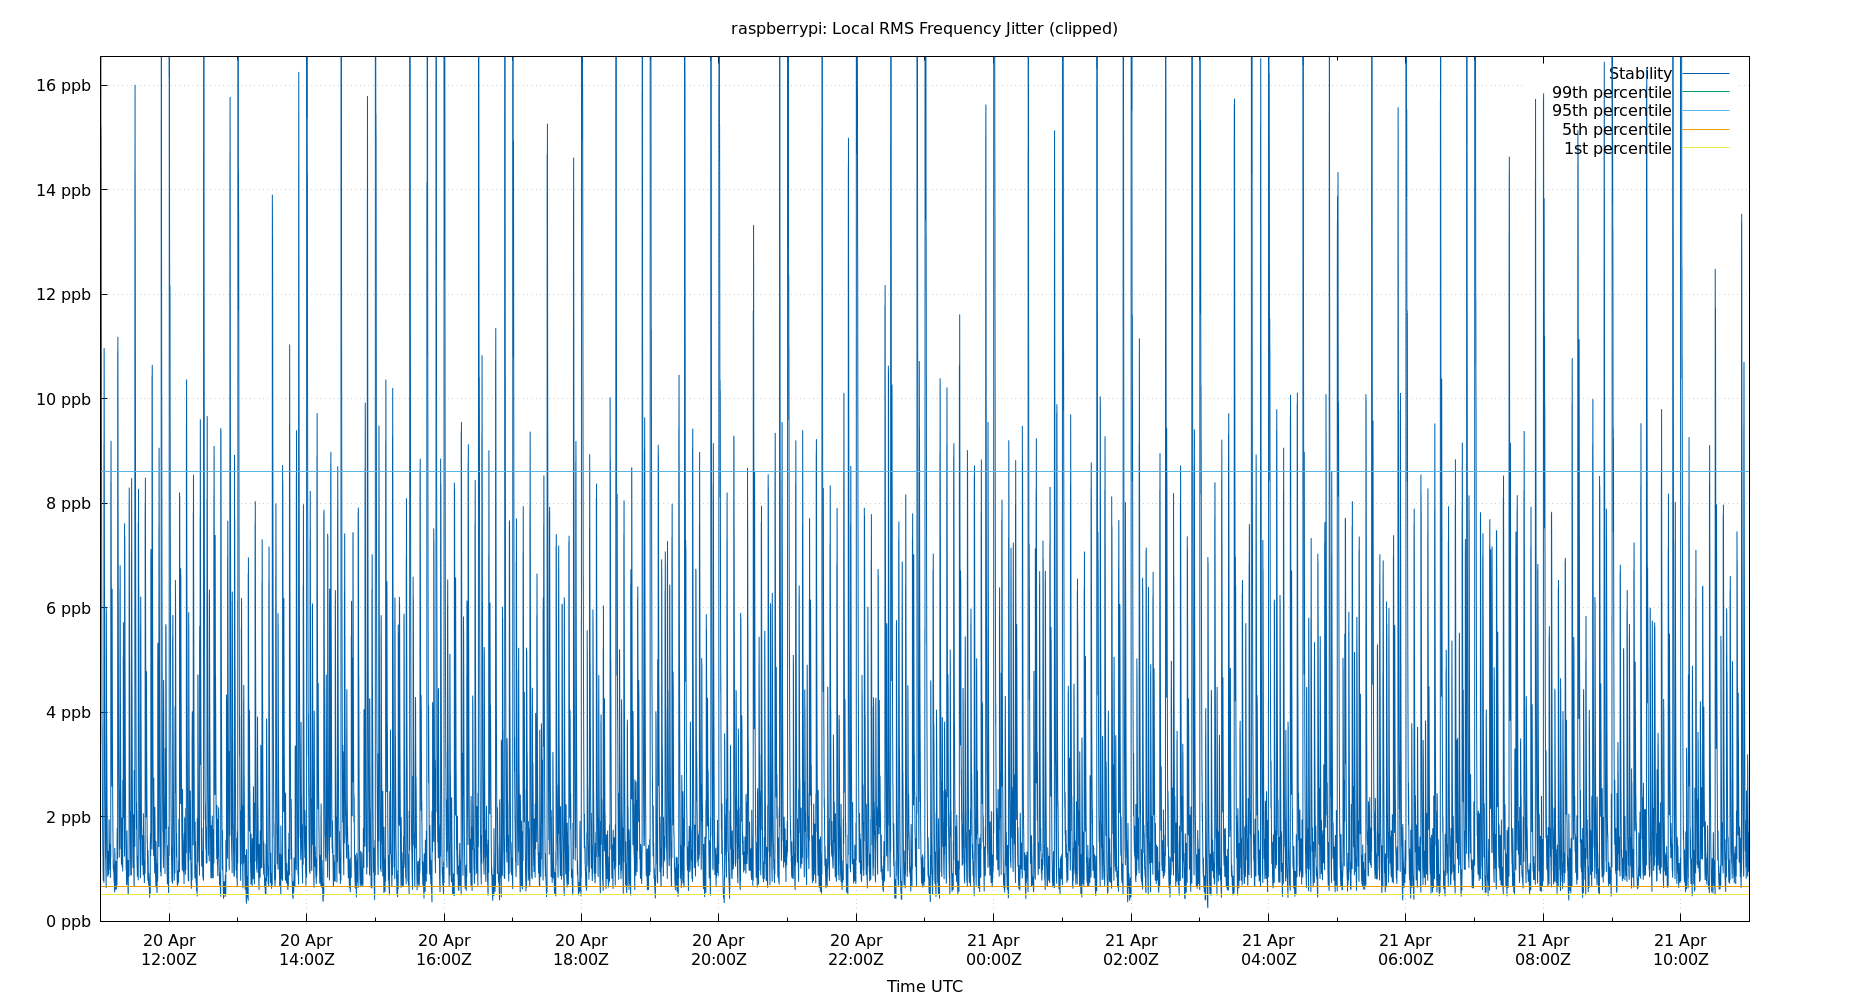 raspberrypi: Local RMS Frequency Jitter (clipped)
16 ppb
14 ppb
12 ppb
10 ppb
8 ppb
6 ppb
4 ppb
2 ppb
0 ppb
Stability
99th percentile
95th percentile
5th percentile
1st percentile
20 Apr
12:00Z
20 Apr
14:00Z
20 Apr
16:00Z
20 Apr
18:00Z
20 Apr
20:00Z
20 Apr
22:00Z
21 Apr
00:00Z
21 Apr
02:00Z
21 Apr
04:00Z
21 Apr
06:00Z
21 Apr
08:00Z
21 Apr
10:00Z
Time UTC